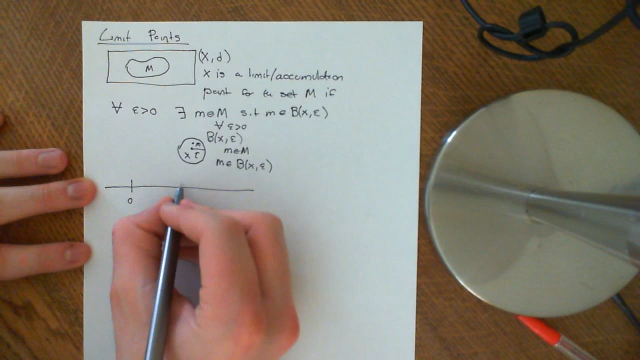 Limit Points
M (X, d)
x is a limit/accumulation
point for the set M if
∀ ε>0 ∃ m∈M s.t m ∈ B(x, ε)
∀ ε>0
B(x, ε)
m
x ε m∈M
m ∈ B(x, ε)
0